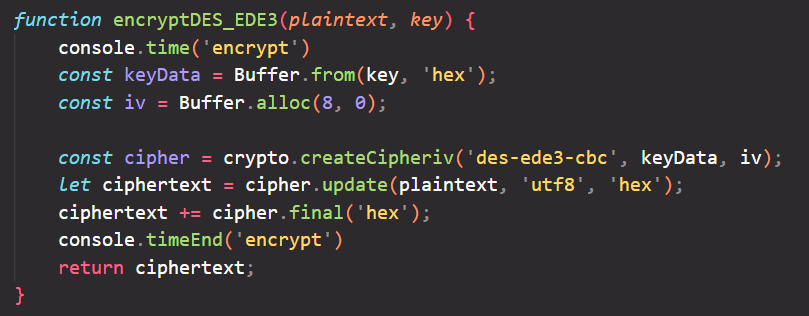 function encryptDES_EDE3(plaintext, key) {
    console.time('encrypt')
    const keyData = Buffer.from(key, 'hex');
    const iv = Buffer.alloc(8, 0);

    const cipher = crypto.createCipheriv('des-ede3-cbc', keyData, iv);
    let ciphertext = cipher.update(plaintext, 'utf8', 'hex');
    ciphertext += cipher.final('hex');
    console.timeEnd('encrypt')
    return ciphertext;
}